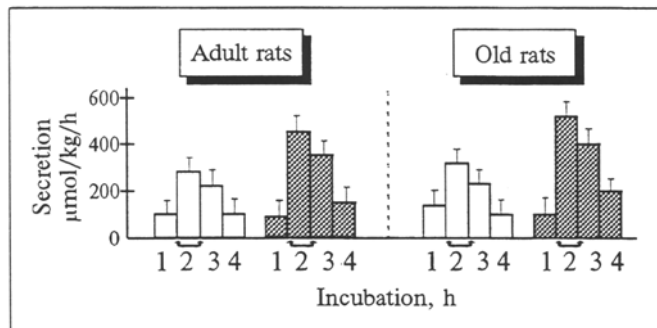 Adult rats
Old rats
Secretion
μmol/kg/h
600
400
200
0
1 2 3 4 1 2 3 4 1 2 3 4 1 2 3 4
Incubation, h